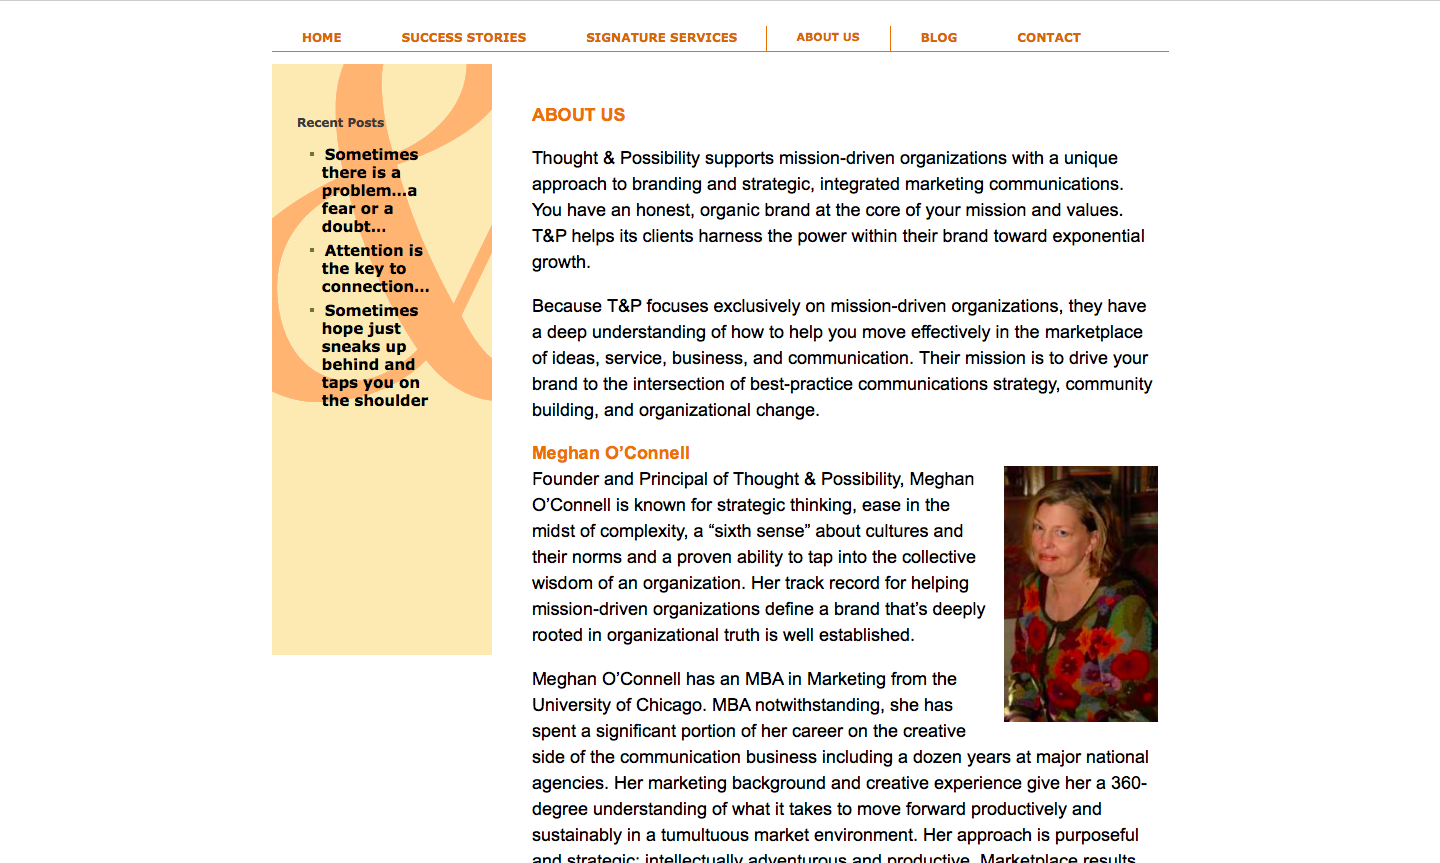 HOME SUCCESS STORIES SIGNATURE SERVICES ABOUT US BLOG CONTACT
Recent Posts
Sometimes
there is a
problem...a
fear or a
doubt...
Attention is
the key to
connection...
Sometimes
hope just
sneaks up
behind and
taps you on
the shoulder
ABOUT US
Thought & Possibility supports mission-driven organizations with a unique
approach to branding and strategic, integrated marketing communications.
You have an honest, organic brand at the core of your mission and values.
T&P helps its clients harness the power within their brand toward exponential
growth.
Because T&P focuses exclusively on mission-driven organizations, they have
a deep understanding of how to help you move effectively in the marketplace
of ideas, service, business, and communication. Their mission is to drive your
brand to the intersection of best-practice communications strategy, community
building, and organizational change.
Meghan O’Connell
Founder and Principal of Thought & Possibility, Meghan
O’Connell is known for strategic thinking, ease in the
midst of complexity, a “sixth sense” about cultures and
their norms and a proven ability to tap into the collective
wisdom of an organization. Her track record for helping
mission-driven organizations define a brand that’s deeply
rooted in organizational truth is well established.
Meghan O’Connell has an MBA in Marketing from the
University of Chicago. MBA notwithstanding, she has
spent a significant portion of her career on the creative
side of the communication business including a dozen years at major national
agencies. Her marketing background and creative experience give her a 360-
degree understanding of what it takes to move forward productively and
sustainably in a tumultuous market environment. Her approach is purposeful
and strategic; intellectually adventurous and productive. Marketplace results